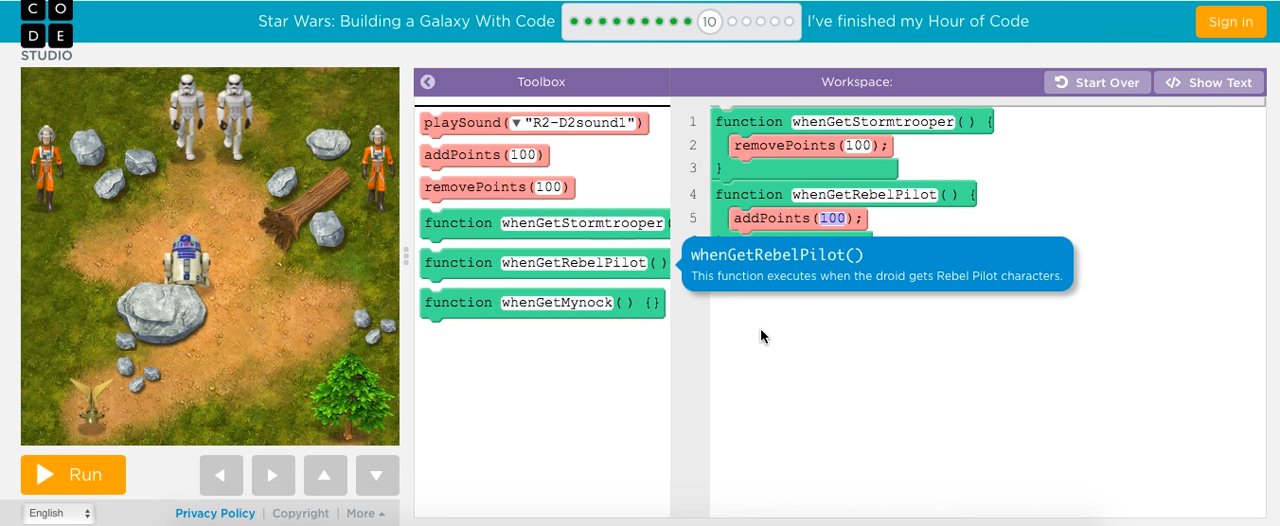 CO
DE
STUDIO
Star Wars: Building a Galaxy With Code
10
I've finished my Hour of Code
Sign in
Toolbox
Workspace:
Start Over
</> Show Text
playSound(▼"R2-D2sound1")
addPoints(100)
removePoints(100)
function whenGetStormtrooper(
function whenGetRebelPilot()
function whenGetMynock() {}
1 function whenGetStormtrooper() {
2 removePoints(100);
3 }
4 function whenGetRebelPilot() {
5 addPoints(100);
whenGetRebelPilot()
This function executes when the droid gets Rebel Pilot characters.
Run
English
Privacy Policy | Copyright | More